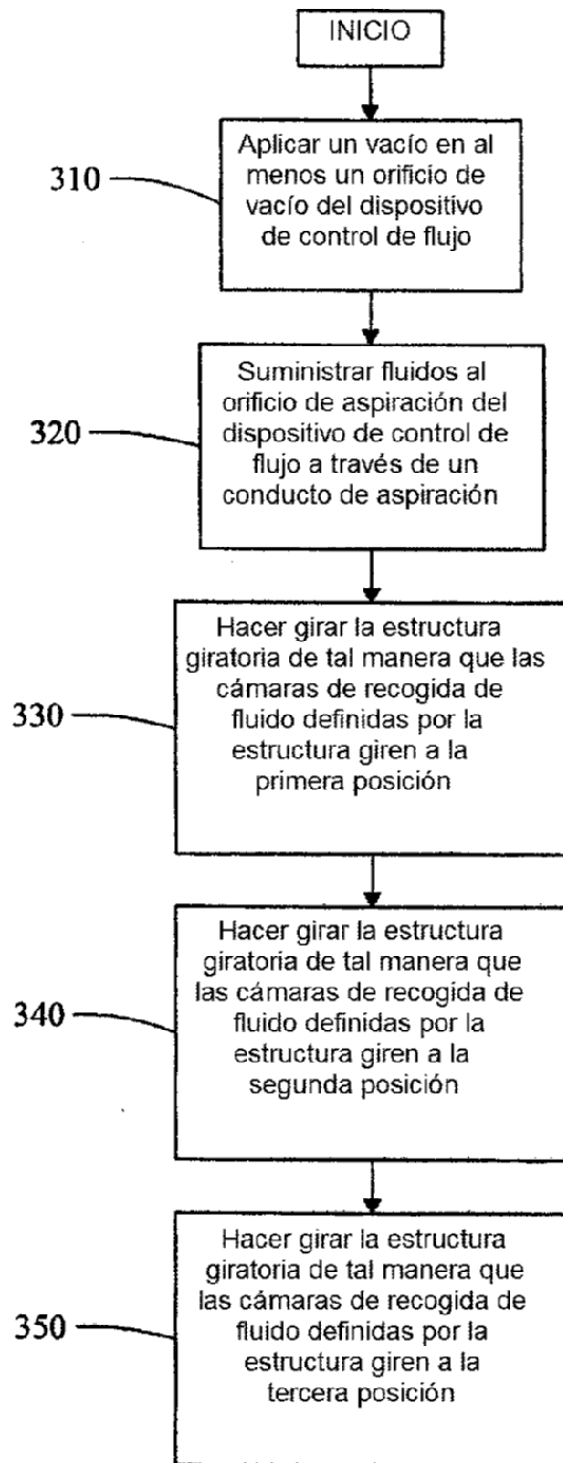 INICIO
310
Aplicar un vacío en al
menos un orificio de
vacío del dispositivo
de control de flujo
320
Suministrar fluidos al
orificio de aspiración del
dispositivo de control de
flujo a través de un
conducto de aspiración
330
Hacer girar la estructura
giratoria de tal manera que las
cámaras de recogida de
fluido definidas por la
estructura giren a la
primera posición
340
Hacer girar la estructura
giratoria de tal manera que
las cámaras de recogida de
fluido definidas por la
estructura giren a la
segunda posición
350
Hacer girar la estructura
giratoria de tal manera que
las cámaras de recogida de
fluido definidas por la
estructura giren a la
tercera posición